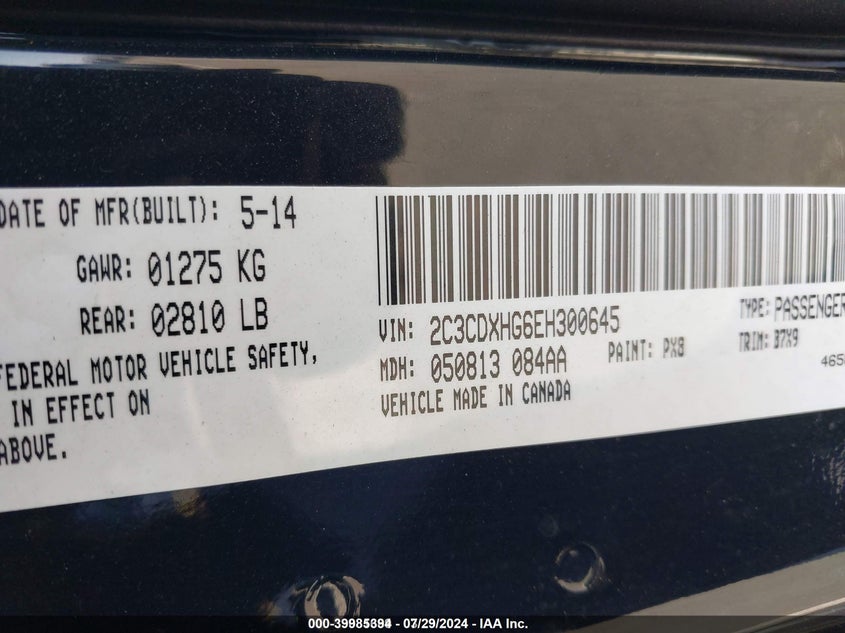 DATE OF MFR(BUILT): 5-14
GAWR: 01275 KG
REAR: 02810 LB
FEDERAL MOTOR VEHICLE SAFETY,
IN EFFECT ON
ABOVE.
VIN: 2C3CDXHG6EH300645
TYPE: PASSENGER
MDH: 050813 084AA
PAINT: PX8
TRIM: B7X9
VEHICLE MADE IN CANADA
465
07/29/2024 - IAA Inc.